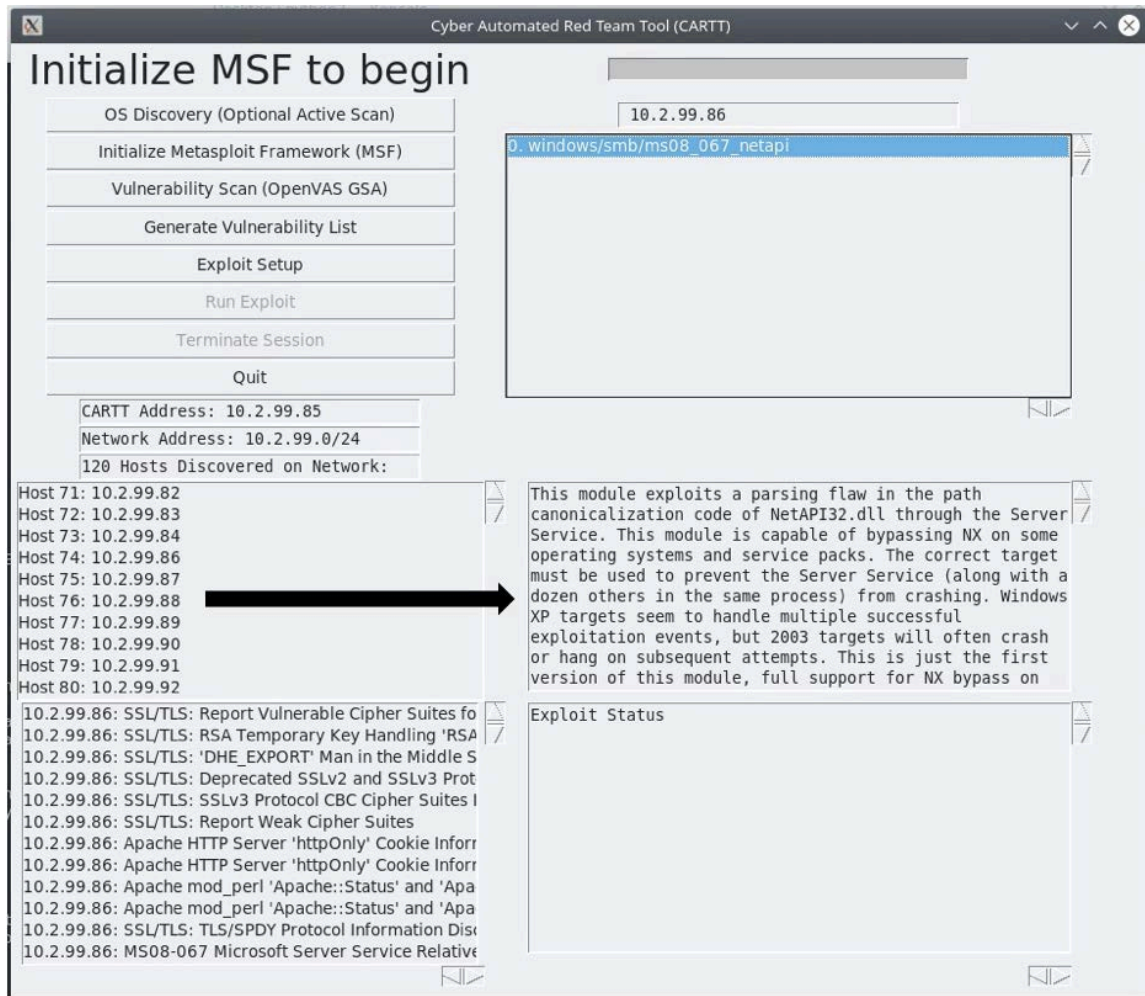 Cyber Automated Red Team Tool (CARTT)
Initialize MSF to begin
OS Discovery (Optional Active Scan)
Initialize Metasploit Framework (MSF)
Vulnerability Scan (OpenVAS GSA)
Generate Vulnerability List
Exploit Setup
Run Exploit
Terminate Session
Quit
CARTT Address: 10.2.99.85
Network Address: 10.2.99.0/24
120 Hosts Discovered on Network:
10.2.99.86
0. windows/smb/ms08_067_netapi
Host 71: 10.2.99.82
Host 72: 10.2.99.83
Host 73: 10.2.99.84
Host 74: 10.2.99.86
Host 75: 10.2.99.87
Host 76: 10.2.99.88
Host 77: 10.2.99.89
Host 78: 10.2.99.90
Host 79: 10.2.99.91
Host 80: 10.2.99.92
This module exploits a parsing flaw in the path
canonicalization code of NetAPI32.dll through the Server
Service. This module is capable of bypassing NX on some
operating systems and service packs. The correct target
must be used to prevent the Server Service (along with a
dozen others in the same process) from crashing. Windows
XP targets seem to handle multiple successful
exploitation events, but 2003 targets will often crash
or hang on subsequent attempts. This is just the first
version of this module, full support for NX bypass on
10.2.99.86: SSL/TLS: Report Vulnerable Cipher Suites fo
10.2.99.86: SSL/TLS: RSA Temporary Key Handling 'RSA
10.2.99.86: SSL/TLS: 'DHE_EXPORT' Man in the Middle S
10.2.99.86: SSL/TLS: Deprecated SSLv2 and SSLv3 Prot
10.2.99.86: SSL/TLS: SSLv3 Protocol CBC Cipher Suites I
10.2.99.86: SSL/TLS: Report Weak Cipher Suites
10.2.99.86: Apache HTTP Server 'httpOnly' Cookie Inforr
10.2.99.86: Apache HTTP Server 'httpOnly' Cookie Inforr
10.2.99.86: Apache mod_perl 'Apache::Status' and 'Apa
10.2.99.86: Apache mod_perl 'Apache::Status' and 'Apa
10.2.99.86: SSL/TLS: TLS/SPDY Protocol Information Disc
10.2.99.86: MS08-067 Microsoft Server Service Relative
Exploit Status